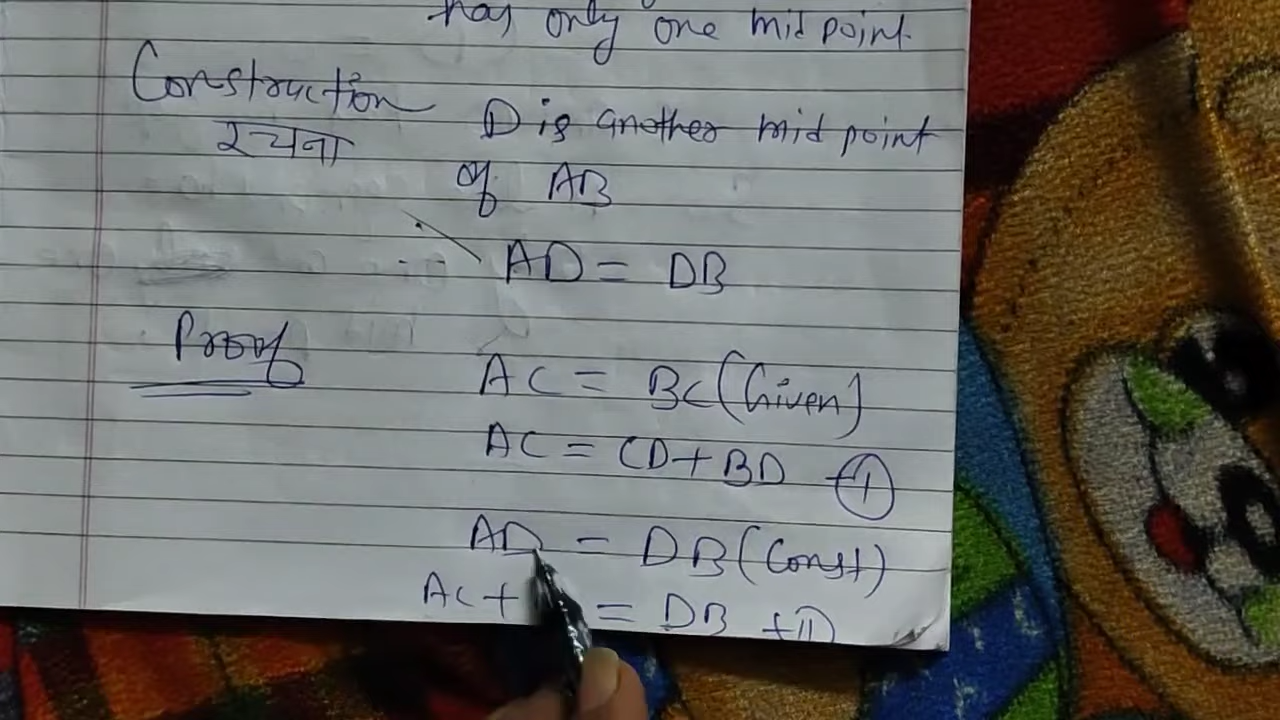 has only one mid point.
Construction
रचना
D is another mid point
of AB
AD = DB
Proof
AC = BC (Given)
AC = CD + BD - 1
AD = DB (Const)
AC + = DB - II